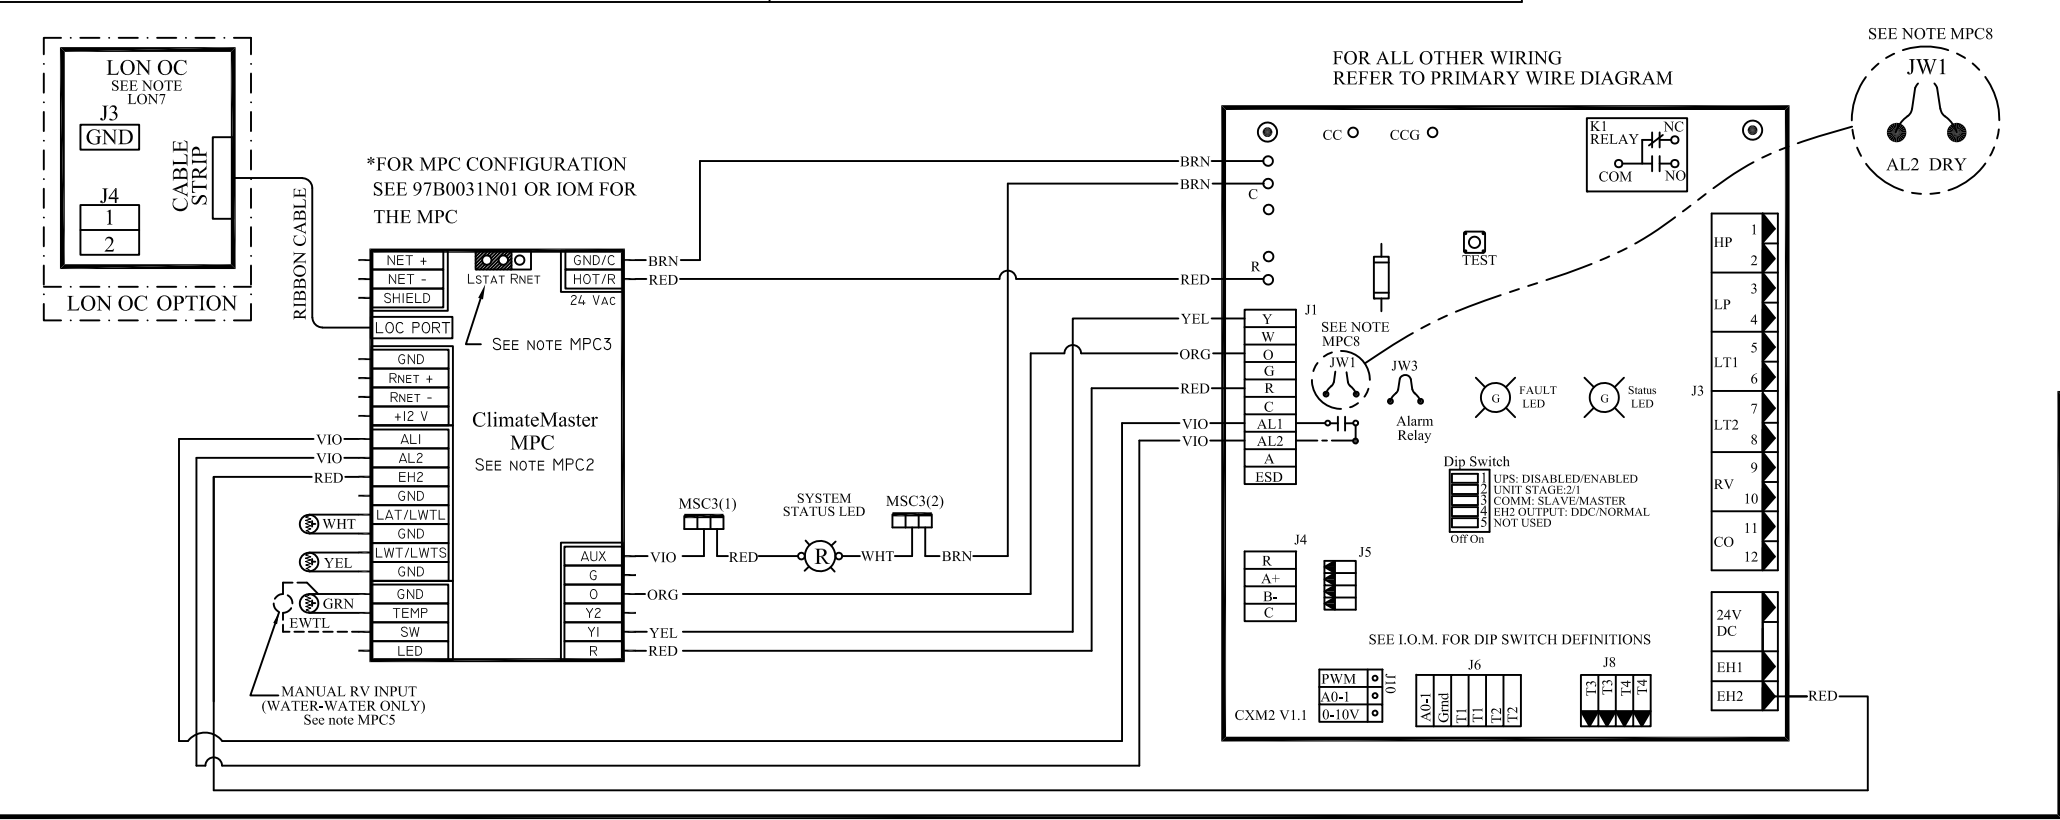 LON OC
SEE NOTE
LON7
J3
GND
J4
1
2
CABLE STRIP
LON OC OPTION
RIBBON CABLE
*FOR MPC CONFIGURATION
SEE 97B0031N01 OR IOM FOR
THE MPC
NET +
NET -
SHIELD
LOC PORT
GND
RNET +
RNET -
+12 V
AL1
AL2
EH2
GND
LAT/LWTL
GND
LWT/LWTS
GND
GND
TEMP
SW
LED
VIO
VIO
RED
WHT
YEL
GRN
EWTL
MANUAL RV INPUT
(WATER-WATER ONLY)
See note MPC5
LSTAT RNET
SEE NOTE MPC3
GND/C
HOT/R
24 VAC
BRN
RED
ClimateMaster
MPC
SEE NOTE MPC2
AUX
G
O
Y2
Y1
R
VIO
ORG
YEL
RED
MSC3(1)
RED
SYSTEM
STATUS LED
R
WHT
MSC3(2)
BRN
FOR ALL OTHER WIRING
REFER TO PRIMARY WIRE DIAGRAM
BRN
BRN
RED
YEL
ORG
RED
VIO
VIO
CC
CCG
C
R
K1
RELAY
NC
COM
NO
TEST
J1
Y
W
O
G
R
C
AL1
AL2
A
ESD
SEE NOTE
MPC8
JW1
JW3
Alarm
Relay
G
FAULT
LED
G
Status
LED
Dip Switch
1 UPS: DISABLED/ENABLED
2 UNIT STAGE:2/1
3 COMM: SLAVE/MASTER
4 EH2 OUTPUT: DDC/NORMAL
5 NOT USED
Off On
J4
R
A+
B-
C
J5
SEE I.O.M. FOR DIP SWITCH DEFINITIONS
CXM2 V1.1
PWM
A0-1
0-10V
J10
J6
A0-1
Grnd
T1
T1
T2
T2
J8
T3
T3
T4
T4
J3
HP
1
2
LP
3
4
LT1
5
6
LT2
7
8
RV
9
10
CO
11
12
24V
DC
EH1
EH2
RED
SEE NOTE MPC8
JW1
AL2 DRY